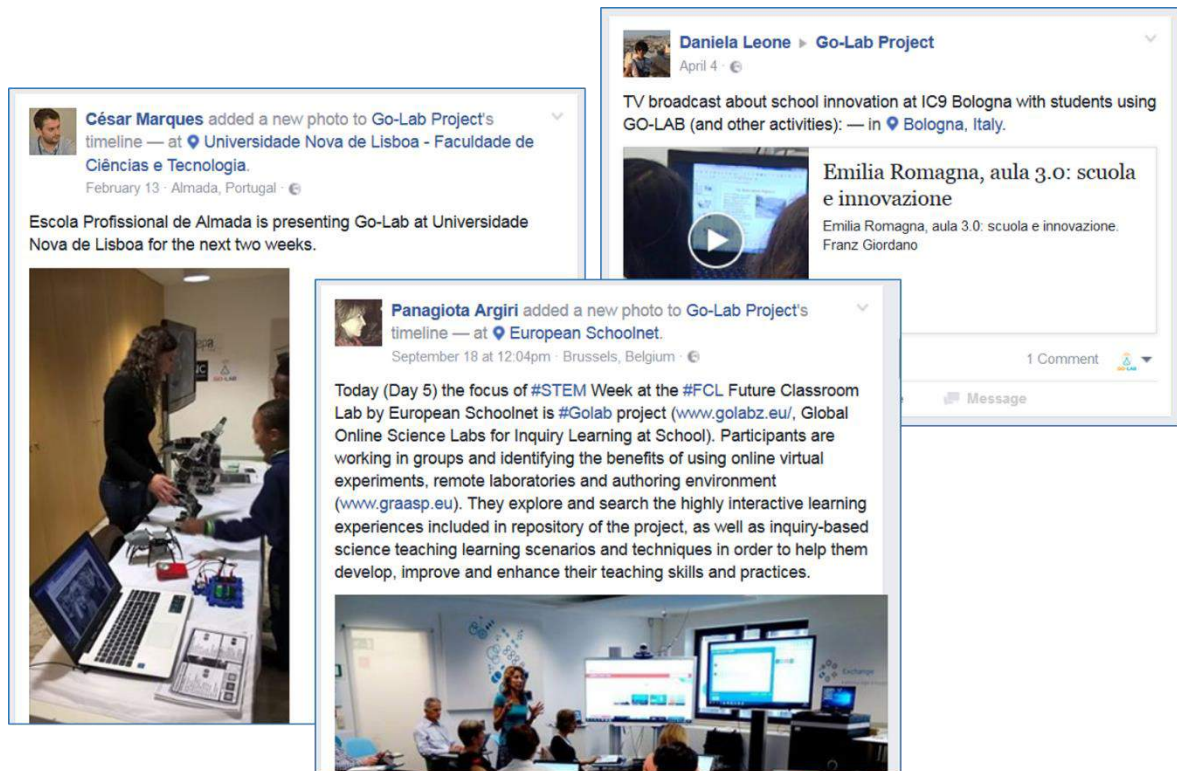 César Marques added a new photo to Go-Lab Project's
timeline — at Universidade Nova de Lisboa - Faculdade de
Ciências e Tecnologia.
February 13 · Almada, Portugal ·
Escola Profissional de Almada is presenting Go-Lab at Universidade
Nova de Lisboa for the next two weeks.
GO-LAB
Daniela Leone ▸ Go-Lab Project
April 4 ·
TV broadcast about school innovation at IC9 Bologna with students using
GO-LAB (and other activities): — in Bologna, Italy.
Emilia Romagna, aula 3.0: scuola
e innovazione
Emilia Romagna, aula 3.0: scuola e innovazione.
Franz Giordano
1 Comment
GO-LAB
Message
Panagiota Argiri added a new photo to Go-Lab Project's
timeline — at European Schoolnet.
September 18 at 12:04pm · Brussels, Belgium ·
Today (Day 5) the focus of #STEM Week at the #FCL Future Classroom
Lab by European Schoolnet is #Golab project (www.golabz.eu/, Global
Online Science Labs for Inquiry Learning at School). Participants are
working in groups and identifying the benefits of using online virtual
experiments, remote laboratories and authoring environment
(www.graasp.eu). They explore and search the highly interactive learning
experiences included in repository of the project, as well as inquiry-based
science teaching learning scenarios and techniques in order to help them
develop, improve and enhance their teaching skills and practices.
Exchange